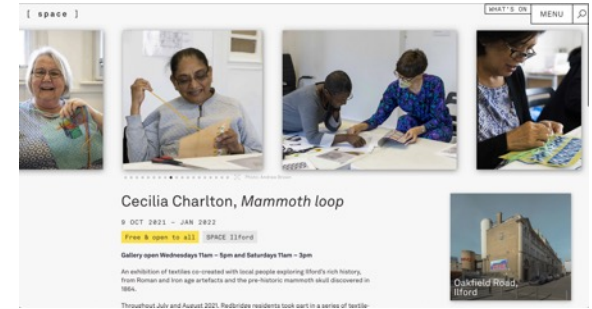 [ space ]
WHAT'S ON
MENU
Cecilia Charlton, Mammoth loop
9 OCT 2021 – JAN 2022
Free & open to all SPACE Ilford
Gallery open Wednesdays 11am – 5pm and Saturdays 11am – 3pm
An exhibition of textiles co-created with local people exploring Ilford's rich history,
from Roman and Iron age artefacts and the pre-historic mammoth skull discovered in
1864.
Throughout July and August 2021, Redbridge residents took part in a series of textile-
Oakfield Road,
Ilford